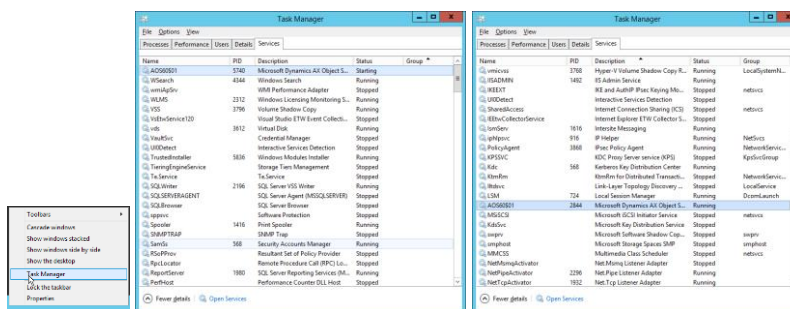 Toolbars
Cascade windows
Show windows stacked
Show windows side by side
Show the desktop
Task Manager
Lock the taskbar
Properties
Task Manager
File Options View
Processes Performance Users Details Services
Name PID Description Status Group
AOS60$01 5740 Microsoft Dynamics AX Object S... Starting
WSearch 4344 Windows Search Running
wmiApSrv WMI Performance Adapter Stopped
WLMS 2312 Windows Licensing Monitoring S... Running
VSS 3796 Volume Shadow Copy Running
VsEtwService120 Visual Studio ETW Event Collecti... Stopped
vds 3612 Virtual Disk Running
VaultSvc Credential Manager Stopped
UI0Detect Interactive Services Detection Stopped
TrustedInstaller 5836 Windows Modules Installer Running
TieringEngineService Storage Tiers Management Stopped
Te.Service Te.Service Stopped
SQLWriter 2196 SQL Server VSS Writer Running
SQLSERVERAGENT SQL Server Agent (MSSQLSERVER) Stopped
SQLBrowser SQL Server Browser Stopped
sppsvc Software Protection Stopped
Spooler 1416 Print Spooler Running
SNMPTRAP SNMP Trap Stopped
SamSs 568 Security Accounts Manager Running
RSoPProv Resultant Set of Policy Provider Stopped
RpcLocator Remote Procedure Call (RPC) Lo... Stopped
ReportServer 1980 SQL Server Reporting Services (M... Running
PerfHost Performance Counter DLL Host Stopped
Fewer details Open Services
Task Manager
File Options View
Processes Performance Users Details Services
Name PID Description Status Group
vmicvss 3768 Hyper-V Volume Shadow Copy R... Running LocalSystemN...
IISADMIN 1492 IIS Admin Service Running
IKEEXT IKE and AuthIP IPsec Keying Mo... Stopped netsvcs
UI0Detect Interactive Services Detection Stopped
SharedAccess Internet Connection Sharing (ICS) Stopped netsvcs
IEEtwCollectorService Internet Explorer ETW Collector S... Stopped
IsmServ 1616 Intersite Messaging Running
iphlpsvc 916 IP Helper Running NetSvcs
PolicyAgent 3868 IPsec Policy Agent Running NetworkServic...
KPSSVC KDC Proxy Server service (KPS) Stopped KpsSvcGroup
Kdc 568 Kerberos Key Distribution Center Running
KtmRm KtmRm for Distributed Transacti... Stopped NetworkServic...
lltdsvc Link-Layer Topology Discovery ... Stopped LocalService
LSM 724 Local Session Manager Running DcomLaunch
AOS60$01 2844 Microsoft Dynamics AX Object S... Running
MSiSCSI Microsoft iSCSI Initiator Service Running netsvcs
KdsSvc Microsoft Key Distribution Service Stopped
swprv Microsoft Software Shadow Cop... Running swprv
smphost Microsoft Storage Spaces SMP Stopped smphost
MMCSS Multimedia Class Scheduler Stopped netsvcs
NetMsmqActivator Net.Msmq Listener Adapter Stopped
NetPipeActivator 2296 Net.Pipe Listener Adapter Running
NetTcpActivator 1932 Net.Tcp Listener Adapter Running
Fewer details Open Services